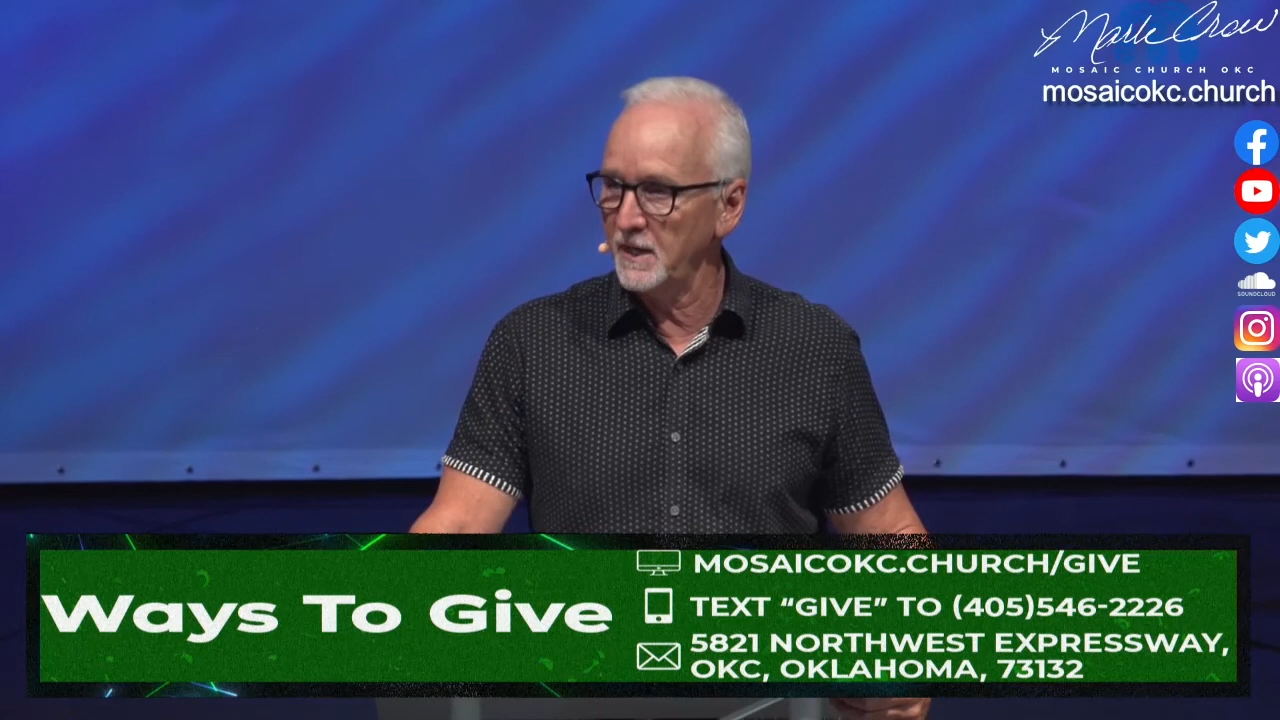 Mark Crow
MOSAIC CHURCH OKC
mosaicokc.church
SOUNDCLOUD
Ways To Give
MOSAICOKC.CHURCH/GIVE
TEXT “GIVE” TO (405)546-2226
5821 NORTHWEST EXPRESSWAY,
OKC, OKLAHOMA, 73132